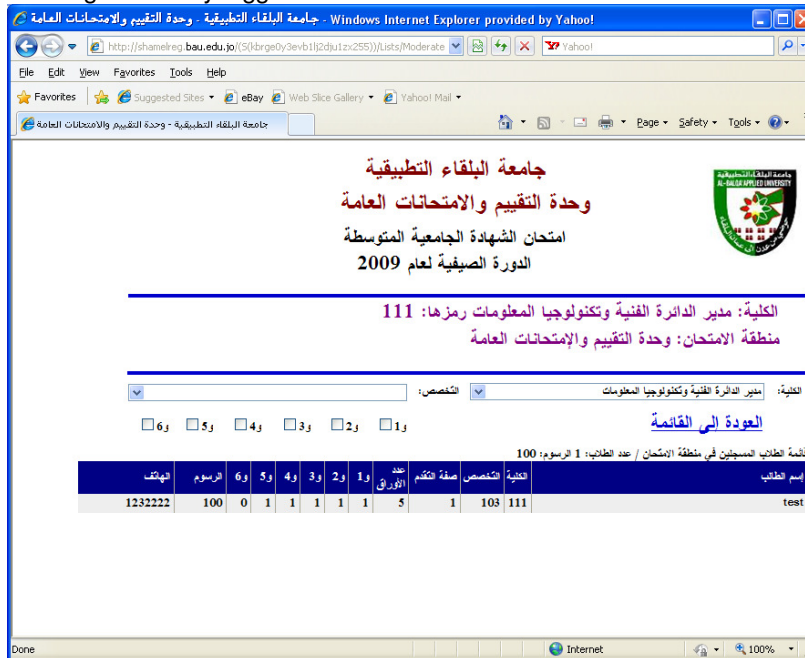 جامعة البلقاء التطبيقية - وحدة التقييم والامتحانات العامة - Windows Internet Explorer provided by Yahoo!
http://shamelreg.bau.edu.jo/(S(kbrge0y3evb1lj2dju1zx255))/Lists/Moderate
Yahoo!
File Edit View Favorites Tools Help
Favorites Suggested Sites eBay Web Slice Gallery Yahoo! Mail
جامعة البلقاء التطبيقية - وحدة التقييم والامتحانات العامة
Page Safety Tools
جامعة البلقاء التطبيقية
وحدة التقييم و الامتحانات العامة
امتحان الشهادة الجامعية المتوسطة
الدورة الصيفية لعام 2009
جامعة البلقاء التطبيقية
AL-BALQA' APPLIED UNIVERSITY
الكلية: مدير الدائرة الفنية وتكنولوجيا المعلومات رمزها: 111
منطقة الامتحان: وحدة التقييم والإمتحانات العامة
الكلية: مدير الدائرة الفنية وتكنولوجيا المعلومات التخصص:
العودة إلى القائمة
و1 و2 و3 و4 و5 و6
قائمة الطلاب المسجلين في منطقة الامتحان / عدد الطلاب: 1 الرسوم: 100
إسم الطالب الكلية التخصص صفة التقدم عدد الأوراق و1 و2 و3 و4 و5 و6 الرسوم الهاتف
test 111 103 1 5 1 1 1 1 1 0 100 1232222
Done Internet 100%